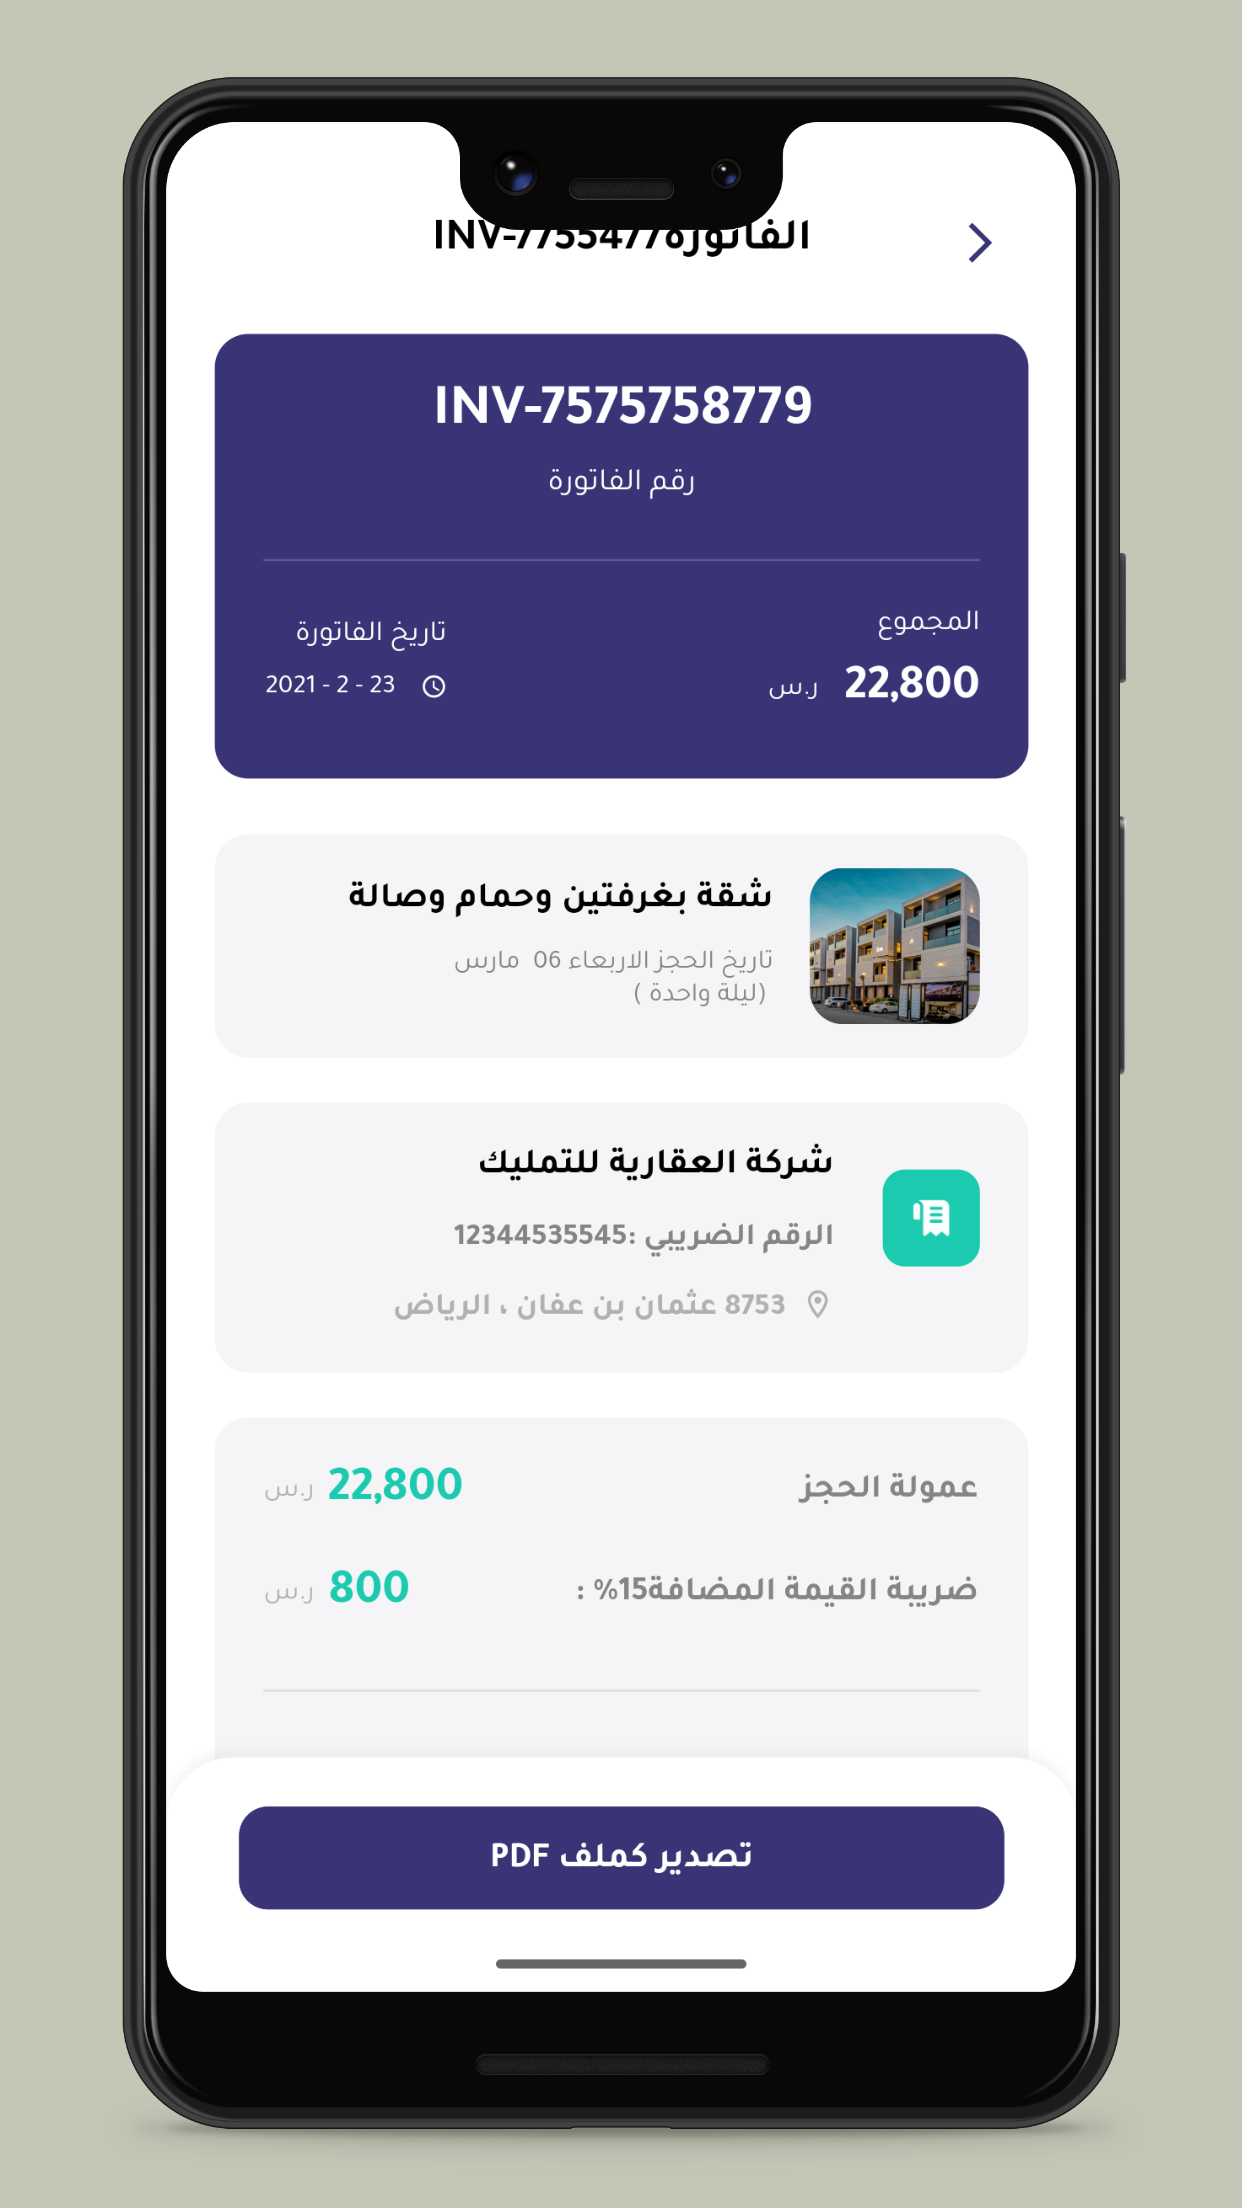 الفاتورةINV-7755477
INV-7575758779
رقم الفاتورة
المجموع
22,800 ر.س
تاريخ الفاتورة
2021 - 2 - 23
شقة بغرفتين وحمام وصالة
تاريخ الحجز الاربعاء 06 مارس
(ليلة واحدة )
شركة العقارية للتمليك
الرقم الضريبي :12344535545
8753 عثمان بن عفان ، الرياض
عمولة الحجز 22,800 ر.س
ضريبة القيمة المضافة15% : 800 ر.س
تصدير كملف PDF